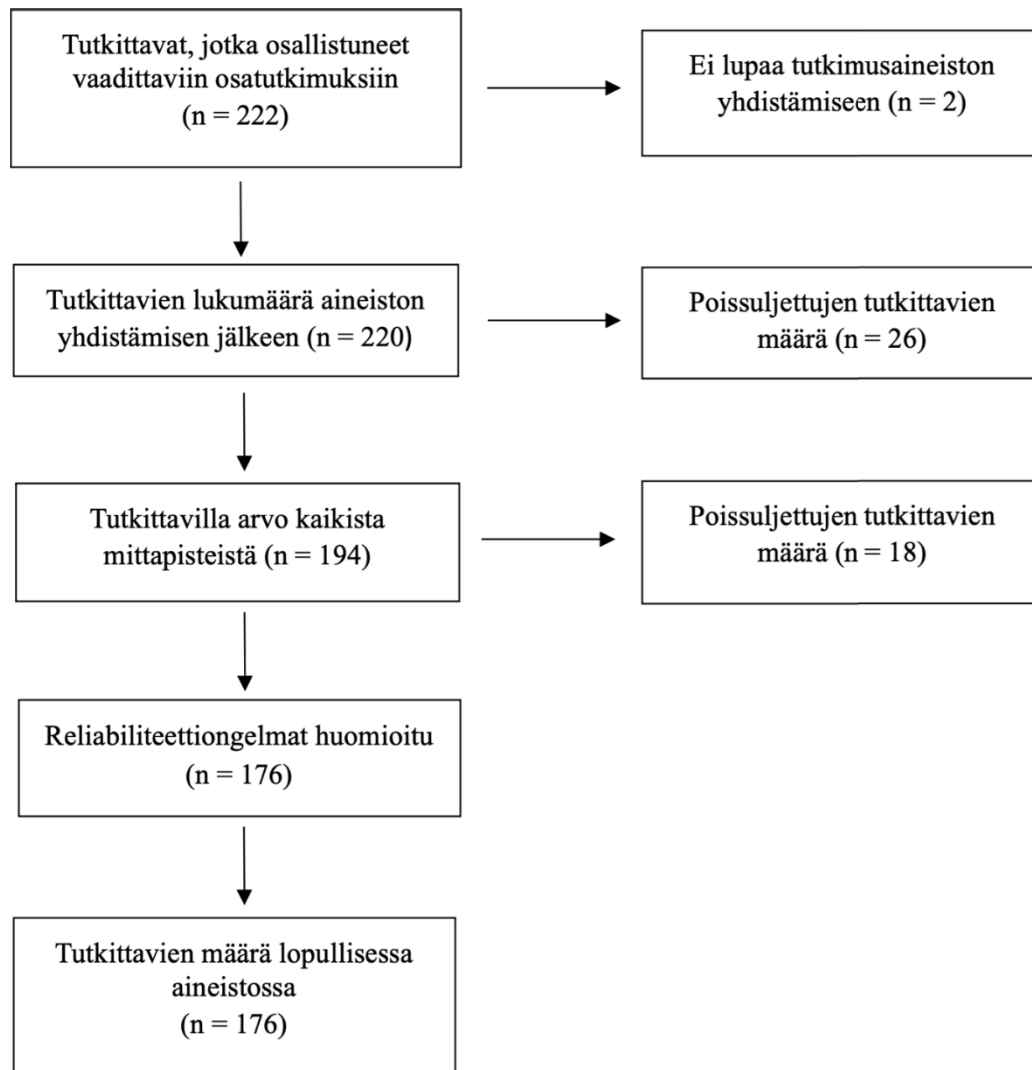 Tutkittavat, jotka osallistuneet
vaadittaviin osatutkimuksiin
(n = 222)
Ei lupaa tutkimusaineiston
yhdistämiseen (n = 2)
Tutkittavien lukumäärä aineiston
yhdistämisen jälkeen (n = 220)
Poissuljettujen tutkittavien
määrä (n = 26)
Tutkittavilla arvo kaikista
mittapisteistä (n = 194)
Poissuljettujen tutkittavien
määrä (n = 18)
Reliabiliteettiongelmat huomioitu
(n = 176)
Tutkittavien määrä lopullisessa
aineistossa
(n = 176)